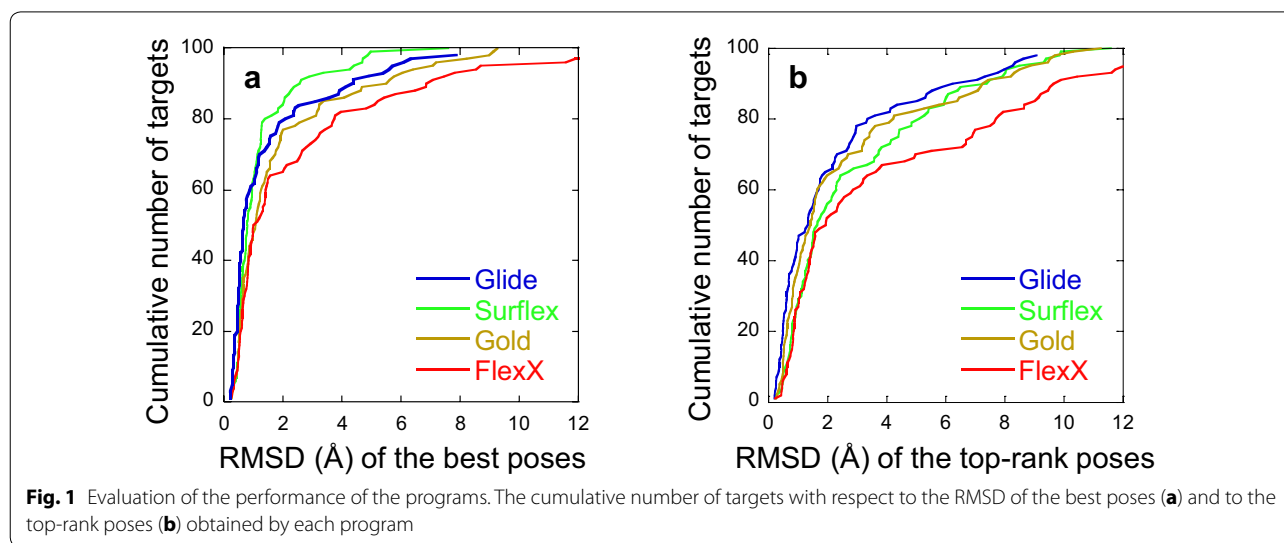 a
Cumulative number of targets
100
80
60
40
20
0
0 2 4 6 8 10 12
RMSD (Å) of the best poses
Glide
Surflex
Gold
FlexX
b
Cumulative number of targets
100
80
60
40
20
0
0 2 4 6 8 10 12
RMSD (Å) of the top-rank poses
Glide
Surflex
Gold
FlexX
Fig. 1 Evaluation of the performance of the programs. The cumulative number of targets with respect to the RMSD of the best poses (a) and to the
top-rank poses (b) obtained by each program